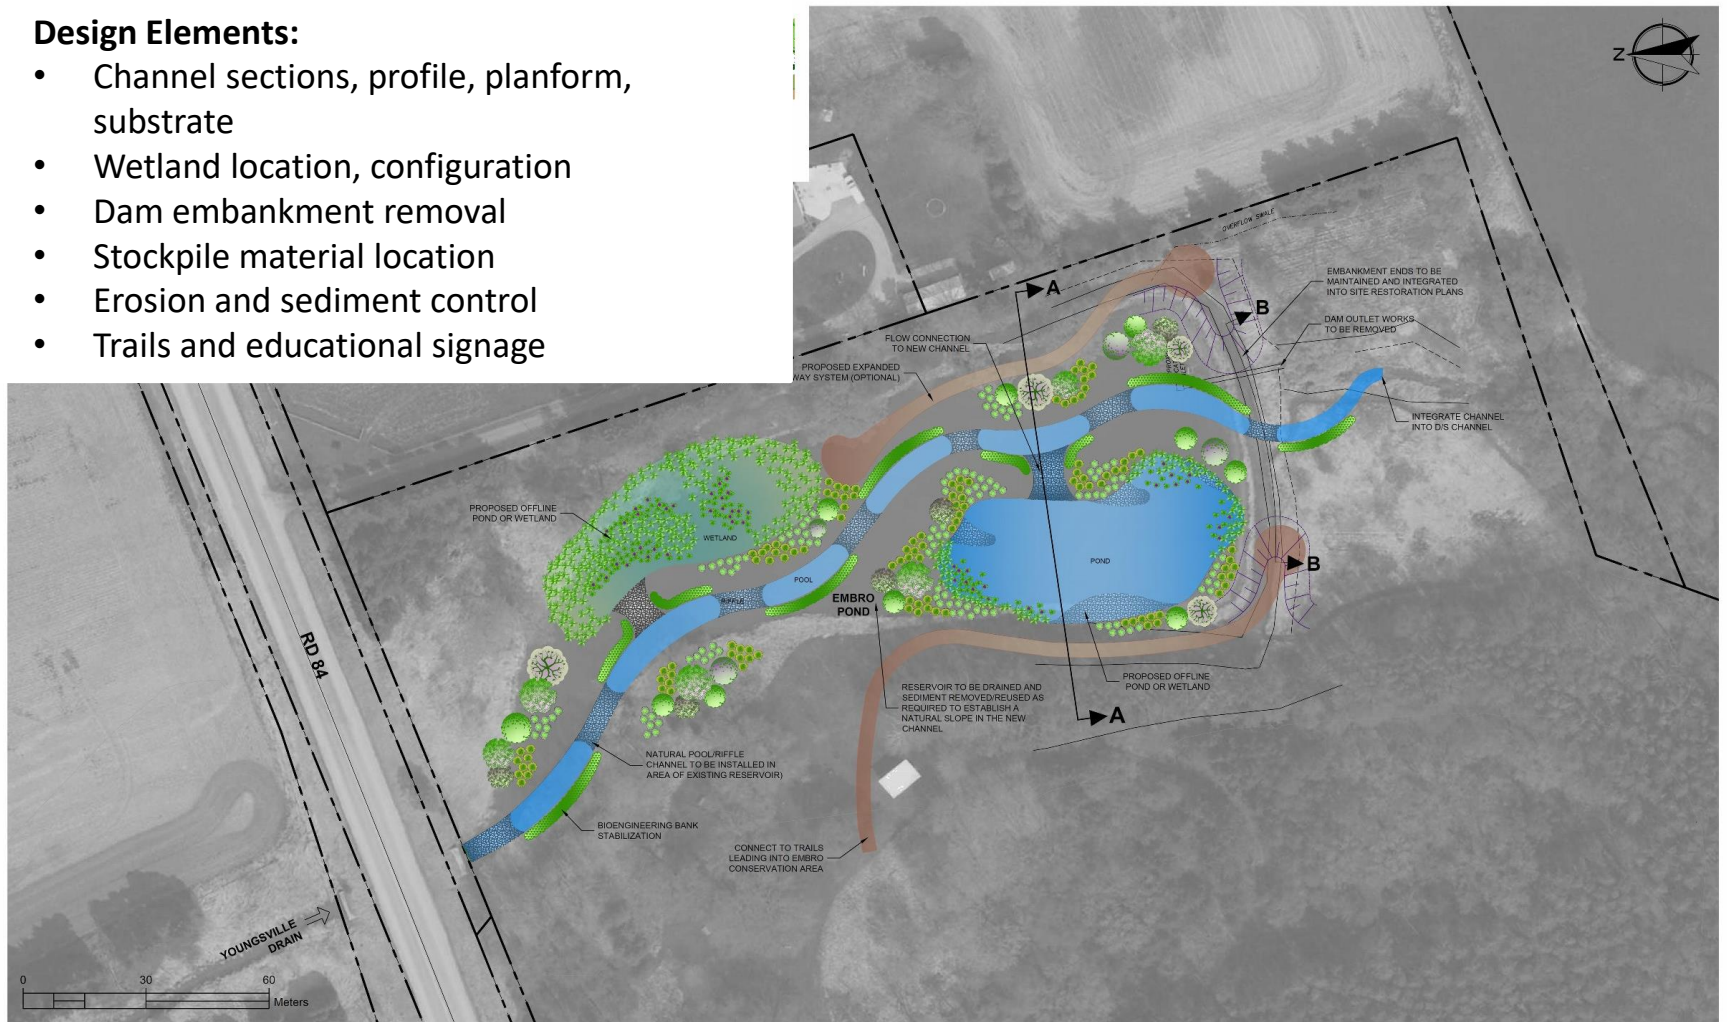 Design Elements:
• Channel sections, profile, planform,
substrate
• Wetland location, configuration
• Dam embankment removal
• Stockpile material location
• Erosion and sediment control
• Trails and educational signage
Z
OVERFLOW SWALE
EMBANKMENT ENDS TO BE
MAINTAINED AND INTEGRATED
INTO SITE RESTORATION PLANS
A
B
DAM OUTLET WORKS
TO BE REMOVED
FLOW CONNECTION
TO NEW CHANNEL
PROPOSED EXPANDED
WAY SYSTEM (OPTIONAL)
INTEGRATE CHANNEL
INTO D/S CHANNEL
PROPOSED OFFLINE
POND OR WETLAND
WETLAND
POND
B
POOL
RIFFLE
EMBRO
POND
RD 84
PROPOSED OFFLINE
POND OR WETLAND
RESERVOIR TO BE DRAINED AND
SEDIMENT REMOVED/REUSED AS
REQUIRED TO ESTABLISH A
NATURAL SLOPE IN THE NEW
CHANNEL
A
NATURAL POOL/RIFFLE
CHANNEL TO BE INSTALLED IN
AREA OF EXISTING RESERVOIR)
BIOENGINEERING BANK
STABILIZATION
CONNECT TO TRAILS
LEADING INTO EMBRO
CONSERVATION AREA
YOUNGSVILLE
DRAIN
0 30 60
Meters